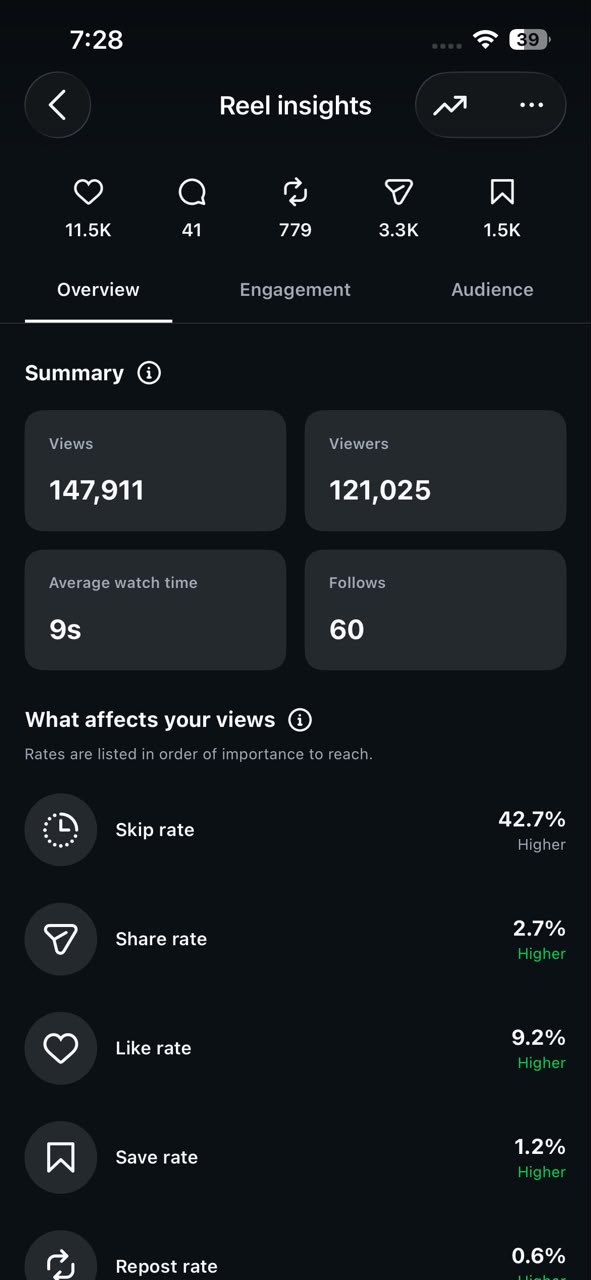 7:28
39
Reel insights
11.5K 41 779 3.3K 1.5K
Overview Engagement Audience
Summary
Views
147,911
Viewers
121,025
Average watch time
9s
Follows
60
What affects your views
Rates are listed in order of importance to reach.
Skip rate
42.7%
Higher
Share rate
2.7%
Higher
Like rate
9.2%
Higher
Save rate
1.2%
Higher
Repost rate
0.6%
Higher